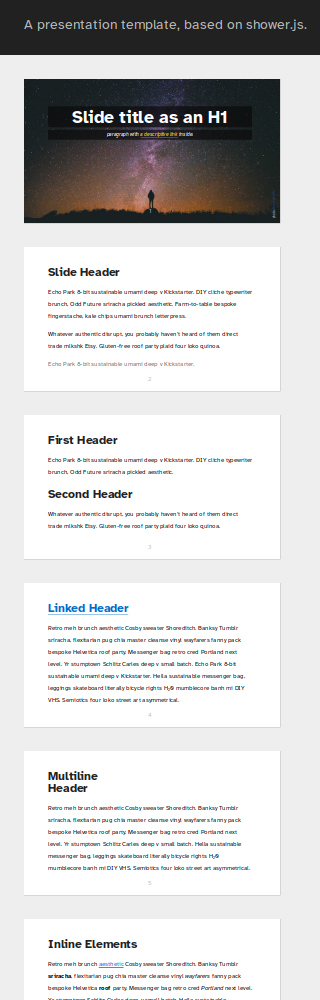 A presentation template, based on shower.js.
Slide title as an H1
paragraph with a descriptive link inside.
Slide Header
Echo Park 8-bit sustainable umami deep v Kickstarter. DIY cliche typewriter
brunch. Odd Future sriracha pickled aesthetic. Farm-to-table bespoke
fingerstache, kale chips umami brunch letterpress.
Whatever authentic disrupt, you probably haven't heard of them direct
trade mlkshk Etsy. Gluten-free roof party plaid four loko quinoa.
Echo Park 8-bit sustainable umami deep v Kickstarter.
2
First Header
Echo Park 8-bit sustainable umami deep v Kickstarter. DIY cliche typewriter
brunch. Odd Future sriracha pickled aesthetic.
Second Header
Whatever authentic disrupt, you probably haven't heard of them direct
trade mlkshk Etsy. Gluten-free roof party plaid four loko quinoa.
3
Linked Header
Retro meh brunch aesthetic Cosby sweater Shoreditch. Banksy Tumblr
sriracha, flexitarian pug chia master cleanse vinyl wayfarers fanny pack
bespoke Helvetica roof party. Messenger bag retro cred Portland next
level. Yr stumptown Schlitz Carles deep v small batch. Echo Park 8-bit
sustainable umami deep v Kickstarter. Hella sustainable messenger bag,
leggings skateboard literally bicycle rights H₂0 mumblecore banh mi DIY
VHS. Semiotics four loko street art asymmetrical.
4
Multiline
Header
Retro meh brunch aesthetic Cosby sweater Shoreditch. Banksy Tumblr
sriracha, flexitarian pug chia master cleanse vinyl wayfarers fanny pack
bespoke Helvetica roof party. Messenger bag retro cred Portland next
level. Yr stumptown Schlitz Carles deep v small batch. Hella sustainable
messenger bag, leggings skateboard literally bicycle rights H₂0
mumblecore banh mi DIY VHS. Semiotics four loko street art asymmetrical.
5
Inline Elements
Retro meh brunch aesthetic Cosby sweater Shoreditch. Banksy Tumblr
sriracha, flexitarian pug chia master cleanse vinyl wayfarers fanny pack
bespoke Helvetica roof party. Messenger bag retro cred Portland next level.